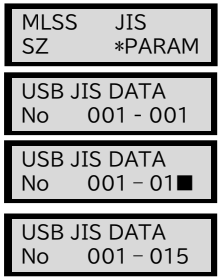 MLSS JIS
SZ *PARAM
USB JIS DATA
No 001 - 001
USB JIS DATA
No 001 - 01■
USB JIS DATA
No 001 - 015